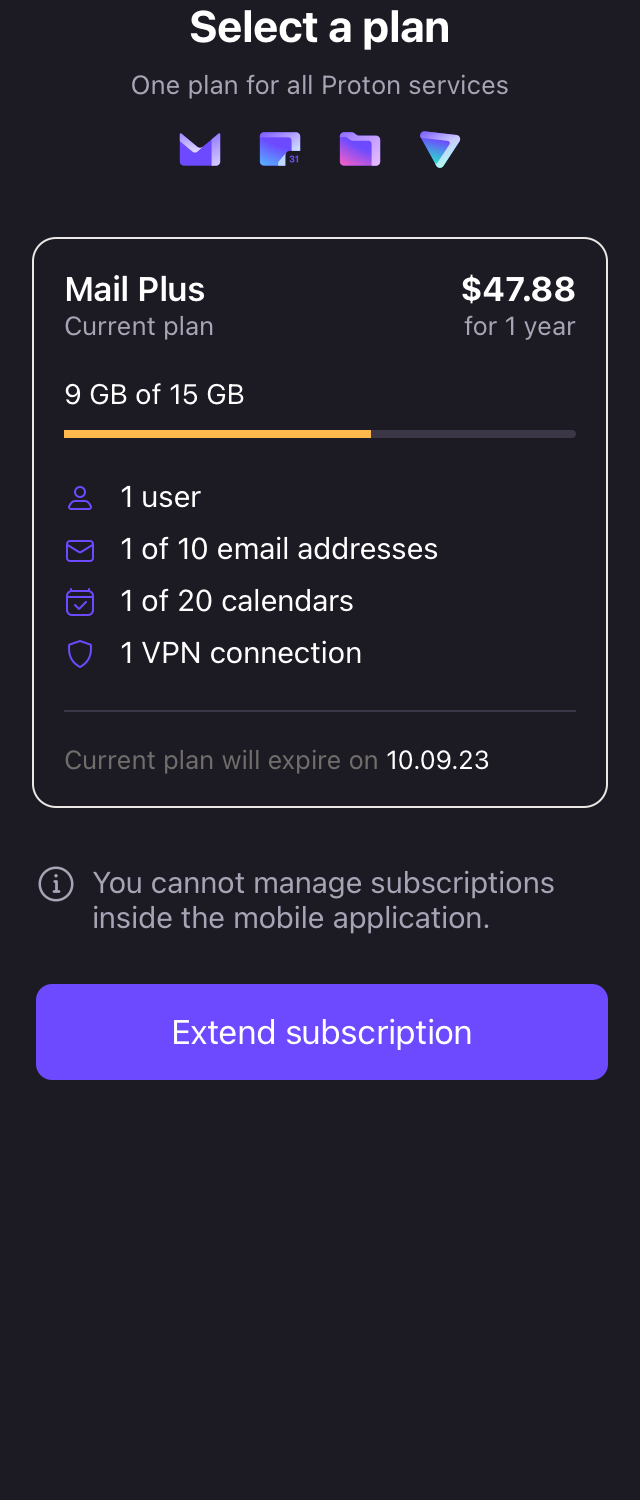 Select a plan
One plan for all Proton services
31
Mail Plus
$47.88
Current plan
for 1 year
9 GB of 15 GB
1 user
1 of 10 email addresses
1 of 20 calendars
1 VPN connection
Current plan will expire on 10.09.23
You cannot manage subscriptions
inside the mobile application.
Extend subscription